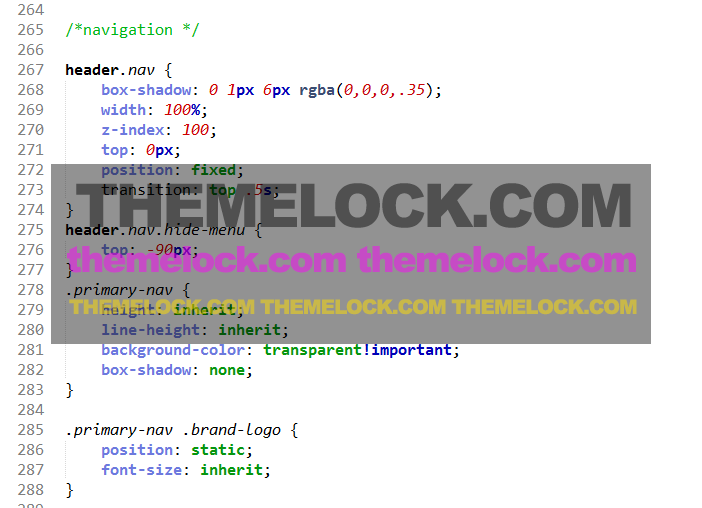 264
265 /*navigation */
266
267 header.nav {
268 box-shadow: 0 1px 6px rgba(0,0,0,.35);
269 width: 100%;
270 z-index: 100;
271 top: 0px;
272 position: fixed;
273 transition: top .5s;
THEMELOCK.COM
274 }
275 header.nav.hide-menu {
276 top: -90px;
themelock.com themelock.com
277 }
278 .primary-nav {
279 height: inherit;
THEMELOCK.COM THEMELOCK.COM THEMELOCK.COM
280 line-height: inherit;
281 background-color: transparent!important;
282 box-shadow: none;
283 }
284
285 .primary-nav .brand-logo {
286 position: static;
287 font-size: inherit;
288 }